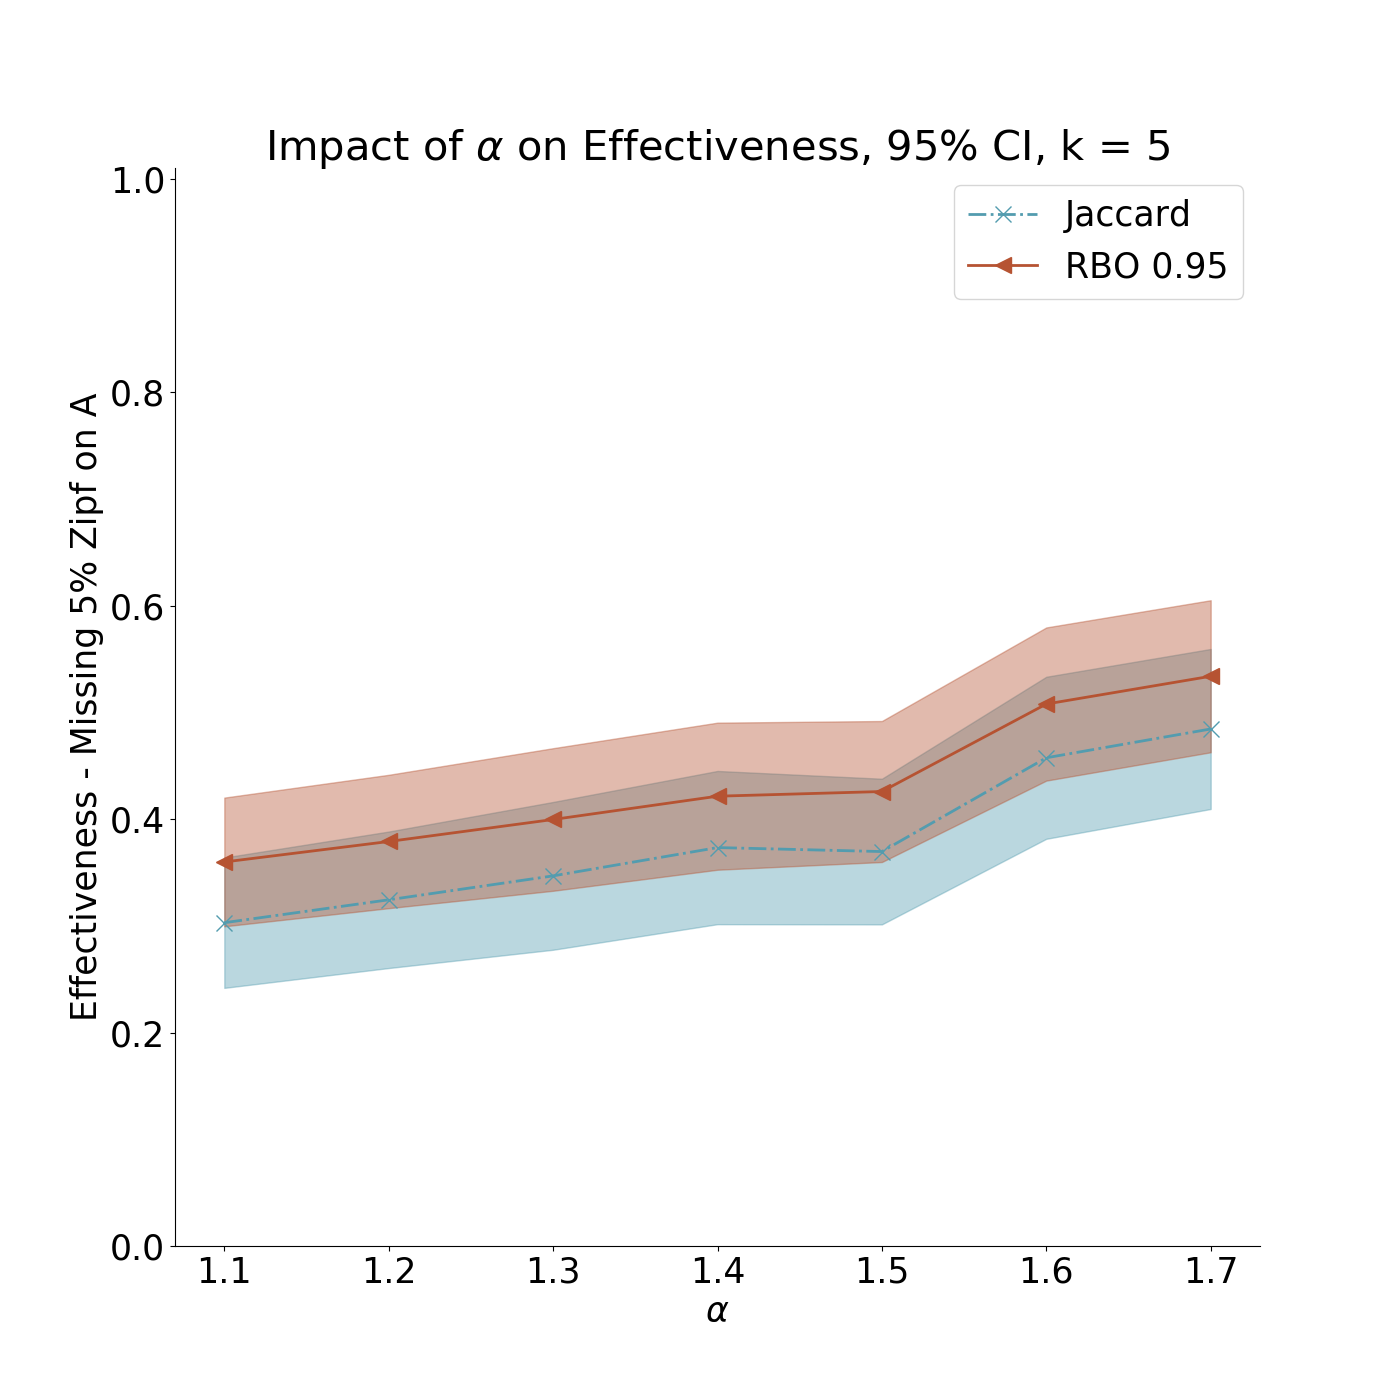 Impact of α on Effectiveness, 95% CI, k = 5
Jaccard
RBO 0.95
Effectiveness - Missing 5% Zipf on A
1.0
0.8
0.6
0.4
0.2
0.0
1.1 1.2 1.3 1.4 1.5 1.6 1.7
α